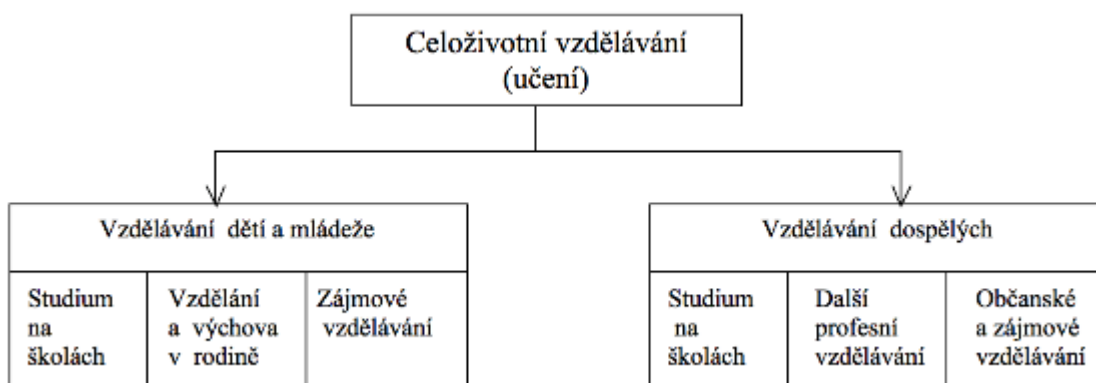 Celoživotní vzdělávání
(učení)
Vzdělávání dětí a mládeže
Studium
na
školách
Vzdělání
a výchova
v rodině
Zájmové
vzdělávání
Vzdělávání dospělých
Studium
na
školách
Další
profesní
vzdělávání
Občanské
a zájmové
vzdělávání